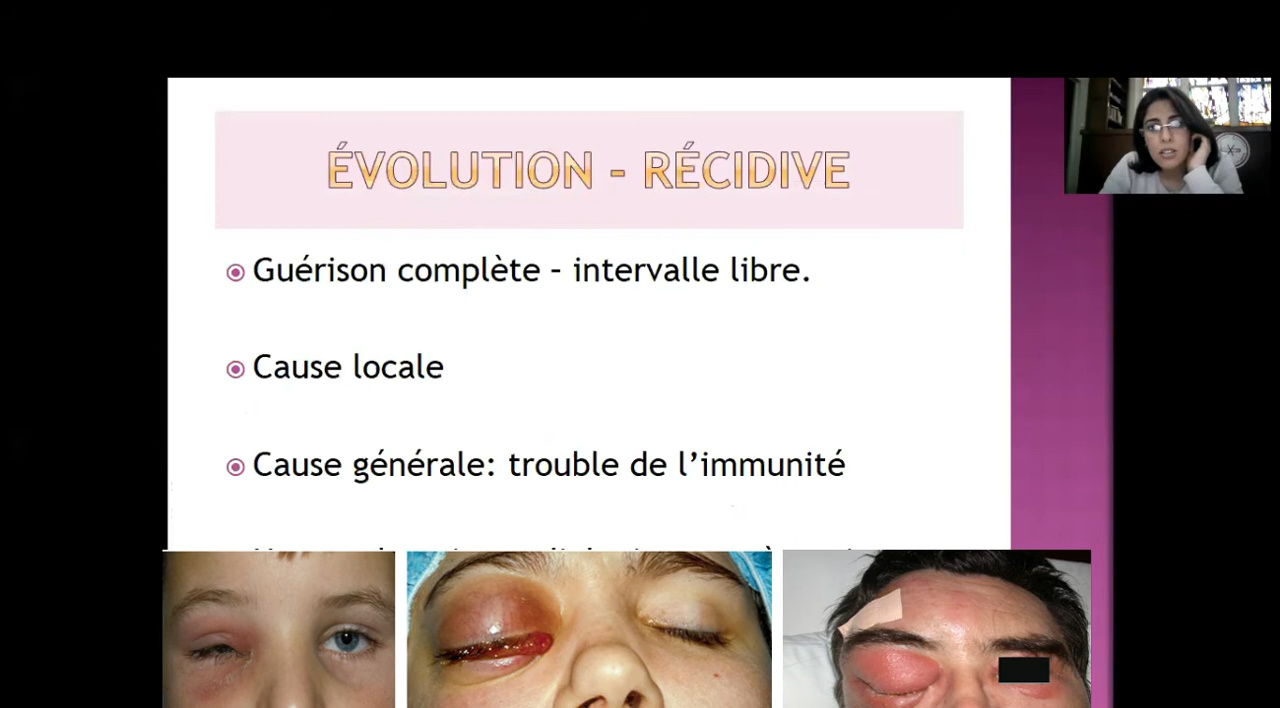 ÉVOLUTION - RÉCIDIVE
Guérison complète – intervalle libre.
Cause locale
Cause générale: trouble de l’immunité